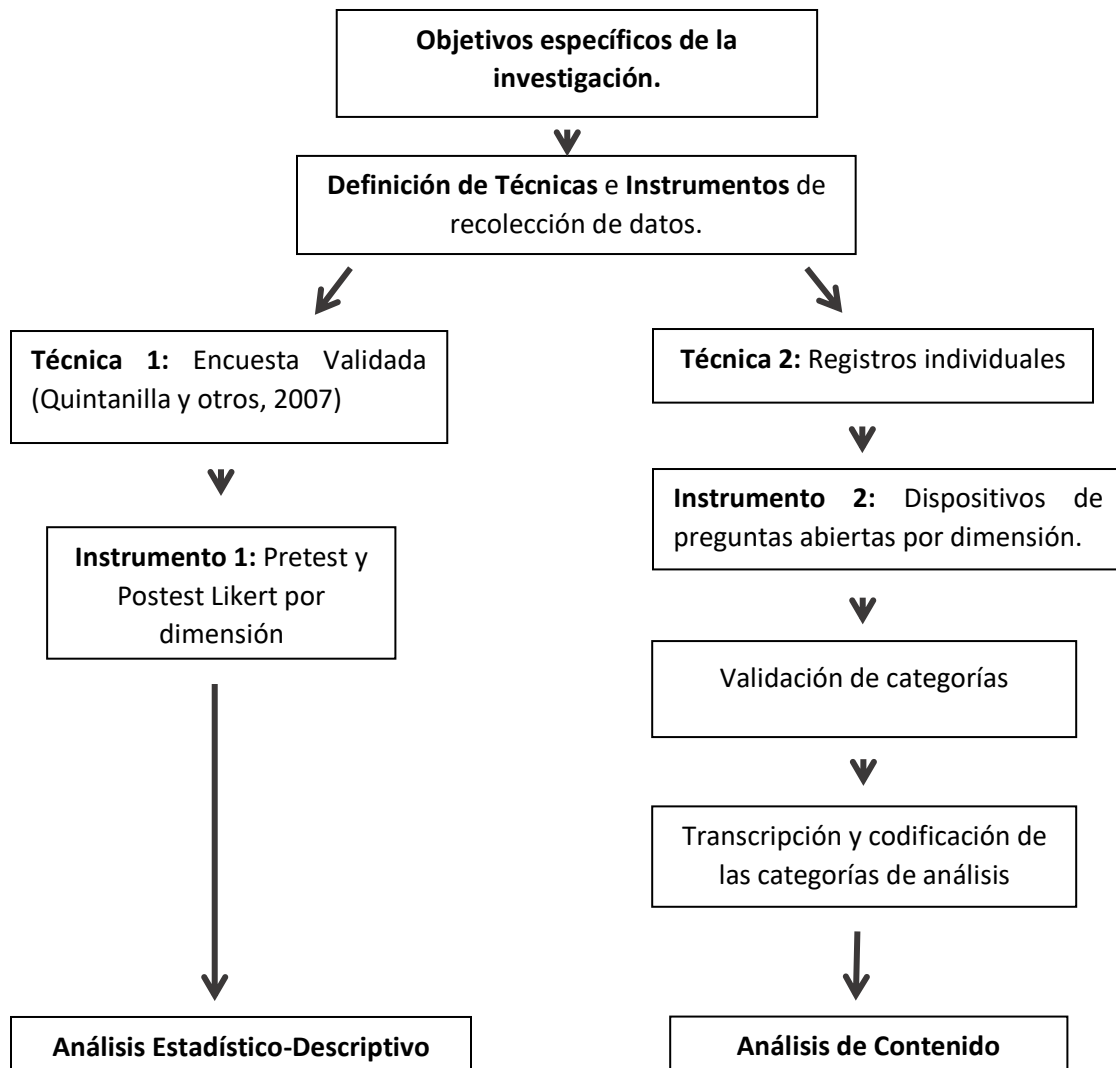 Objetivos específicos de la
investigación.
Definición de Técnicas e Instrumentos de
recolección de datos.
Técnica 1: Encuesta Validada
(Quintanilla y otros, 2007)
Instrumento 1: Pretest y
Postest Likert por
dimensión
Análisis Estadístico-Descriptivo
Técnica 2: Registros individuales
Instrumento 2: Dispositivos de
preguntas abiertas por dimensión.
Validación de categorías
Transcripción y codificación de
las categorías de análisis
Análisis de Contenido